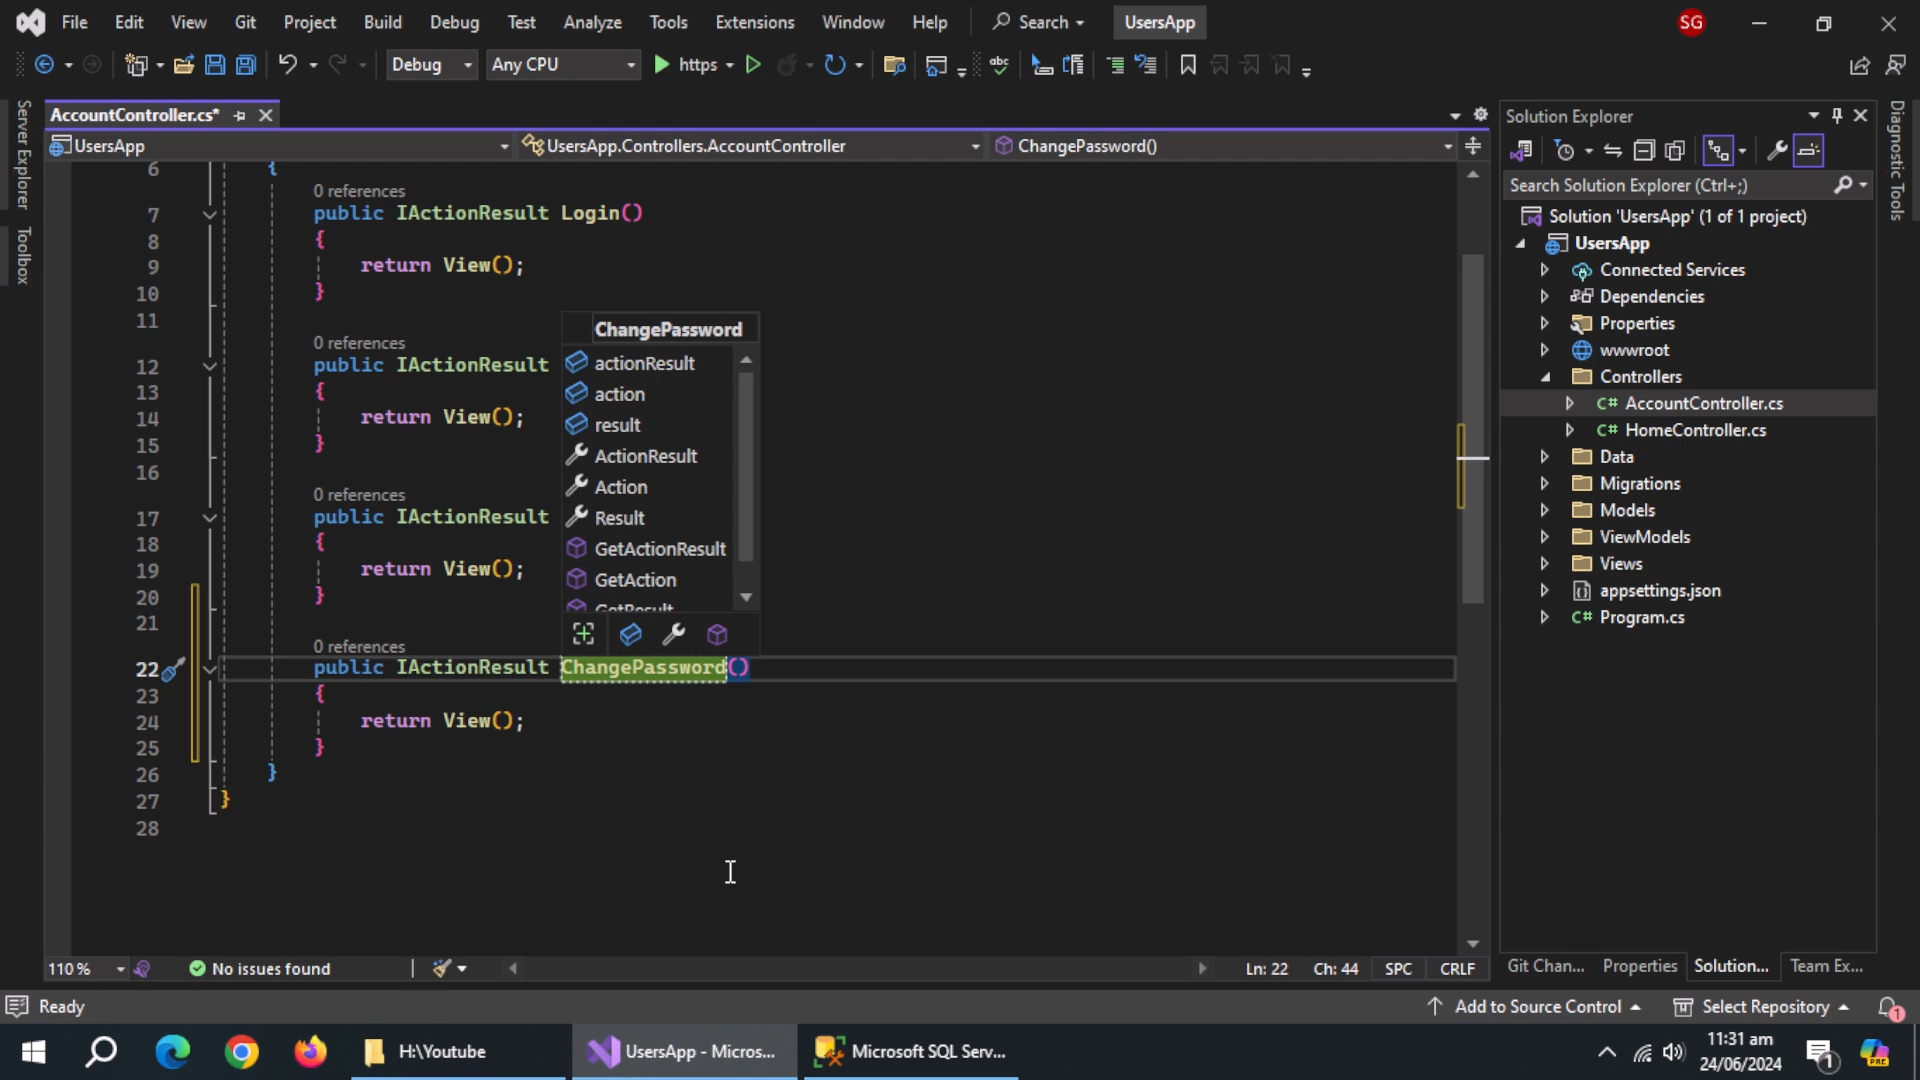 File Edit View Git Project Build Debug Test Analyze Tools Extensions Window Help Search UsersApp SG
Debug Any CPU https
AccountController.cs*
UsersApp UsersApp.Controllers.AccountController ChangePassword()
Server Explorer
Toolbox
6 {
0 references
7 public IActionResult Login()
8 {
9 return View();
10 }
11
0 references
12 public IActionResult
13 {
14 return View();
15 }
16
0 references
17 public IActionResult
18 {
19 return View();
20 }
21
0 references
22 public IActionResult ChangePassword()
23 {
24 return View();
25 }
26 }
27 }
28
ChangePassword
actionResult
action
result
ActionResult
Action
Result
GetActionResult
GetAction
GetResult
110 % No issues found Ln: 22 Ch: 44 SPC CRLF
Solution Explorer
Search Solution Explorer (Ctrl+;)
Solution 'UsersApp' (1 of 1 project)
UsersApp
Connected Services
Dependencies
Properties
wwwroot
Controllers
C# AccountController.cs
C# HomeController.cs
Data
Migrations
Models
ViewModels
Views
appsettings.json
C# Program.cs
Git Chan... Properties Solution... Team Ex...
Diagnostic Tools
Ready Add to Source Control Select Repository 1
H:\Youtube UsersApp - Micros... Microsoft SQL Serv...
11:31 am
24/06/2024
1
PRE